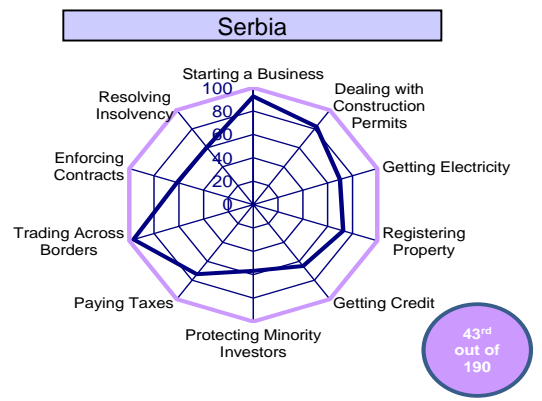 Serbia
Starting a Business
Dealing with
Construction
Permits
Getting Electricity
Registering
Property
Getting Credit
Protecting Minority
Investors
Paying Taxes
Trading Across
Borders
Enforcing
Contracts
Resolving
Insolvency
100
80
60
40
20
0
43rd
out of
190